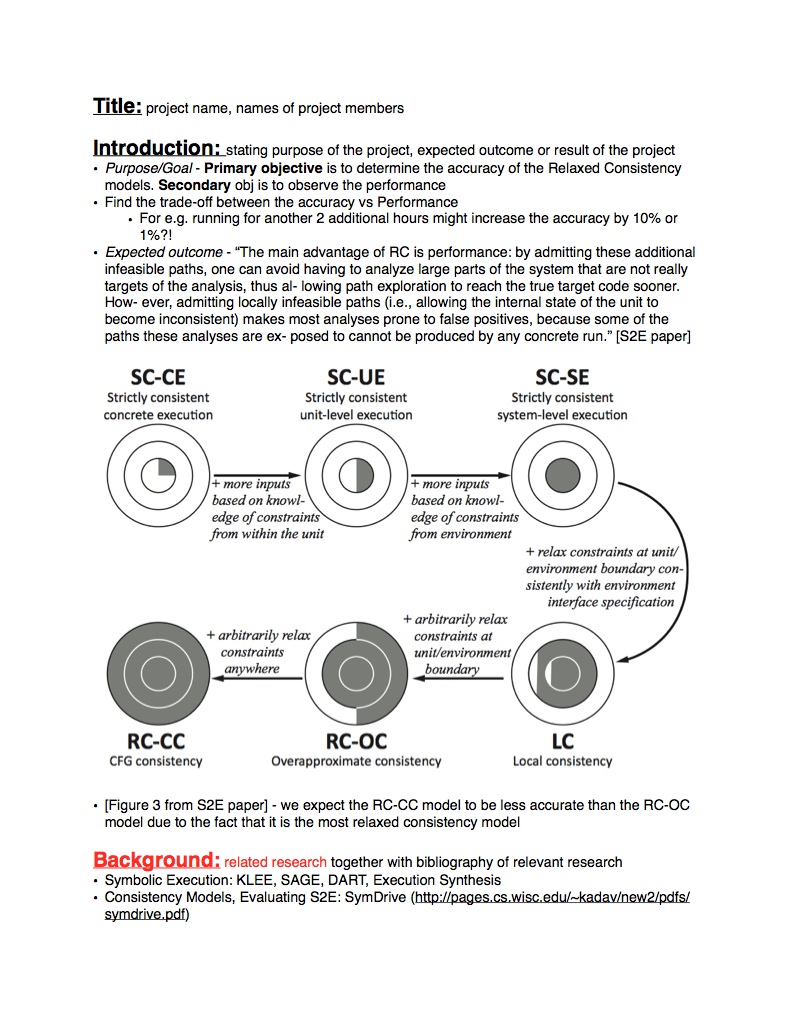 Title: project name, names of project members
Introduction: stating purpose of the project, expected outcome or result of the project
• Purpose/Goal - Primary objective is to determine the accuracy of the Relaxed Consistency
models. Secondary obj is to observe the performance
• Find the trade-off between the accuracy vs Performance
• For e.g. running for another 2 additional hours might increase the accuracy by 10% or
1%?!
• Expected outcome - “The main advantage of RC is performance: by admitting these additional
infeasible paths, one can avoid having to analyze large parts of the system that are not really
targets of the analysis, thus al- lowing path exploration to reach the true target code sooner.
How- ever, admitting locally infeasible paths (i.e., allowing the internal state of the unit to
become inconsistent) makes most analyses prone to false positives, because some of the
paths these analyses are ex- posed to cannot be produced by any concrete run.” [S2E paper]
SC-CE
Strictly consistent
concrete execution
SC-UE
Strictly consistent
unit-level execution
SC-SE
Strictly consistent
system-level execution
+ more inputs
based on knowl-
edge of constraints
from within the unit
+ more inputs
based on knowl-
edge of constraints
from environment
+ relax constraints at unit/
environment boundary con-
sistently with environment
interface specification
+ arbitrarily relax
constraints at
unit/environment
boundary
+ arbitrarily relax
constraints
anywhere
RC-CC
CFG consistency
RC-OC
Overapproximate consistency
LC
Local consistency
• [Figure 3 from S2E paper] - we expect the RC-CC model to be less accurate than the RC-OC
model due to the fact that it is the most relaxed consistency model
Background: related research together with bibliography of relevant research
• Symbolic Execution: KLEE, SAGE, DART, Execution Synthesis
• Consistency Models, Evaluating S2E: SymDrive (http://pages.cs.wisc.edu/~kadav/new2/pdfs/
symdrive.pdf)